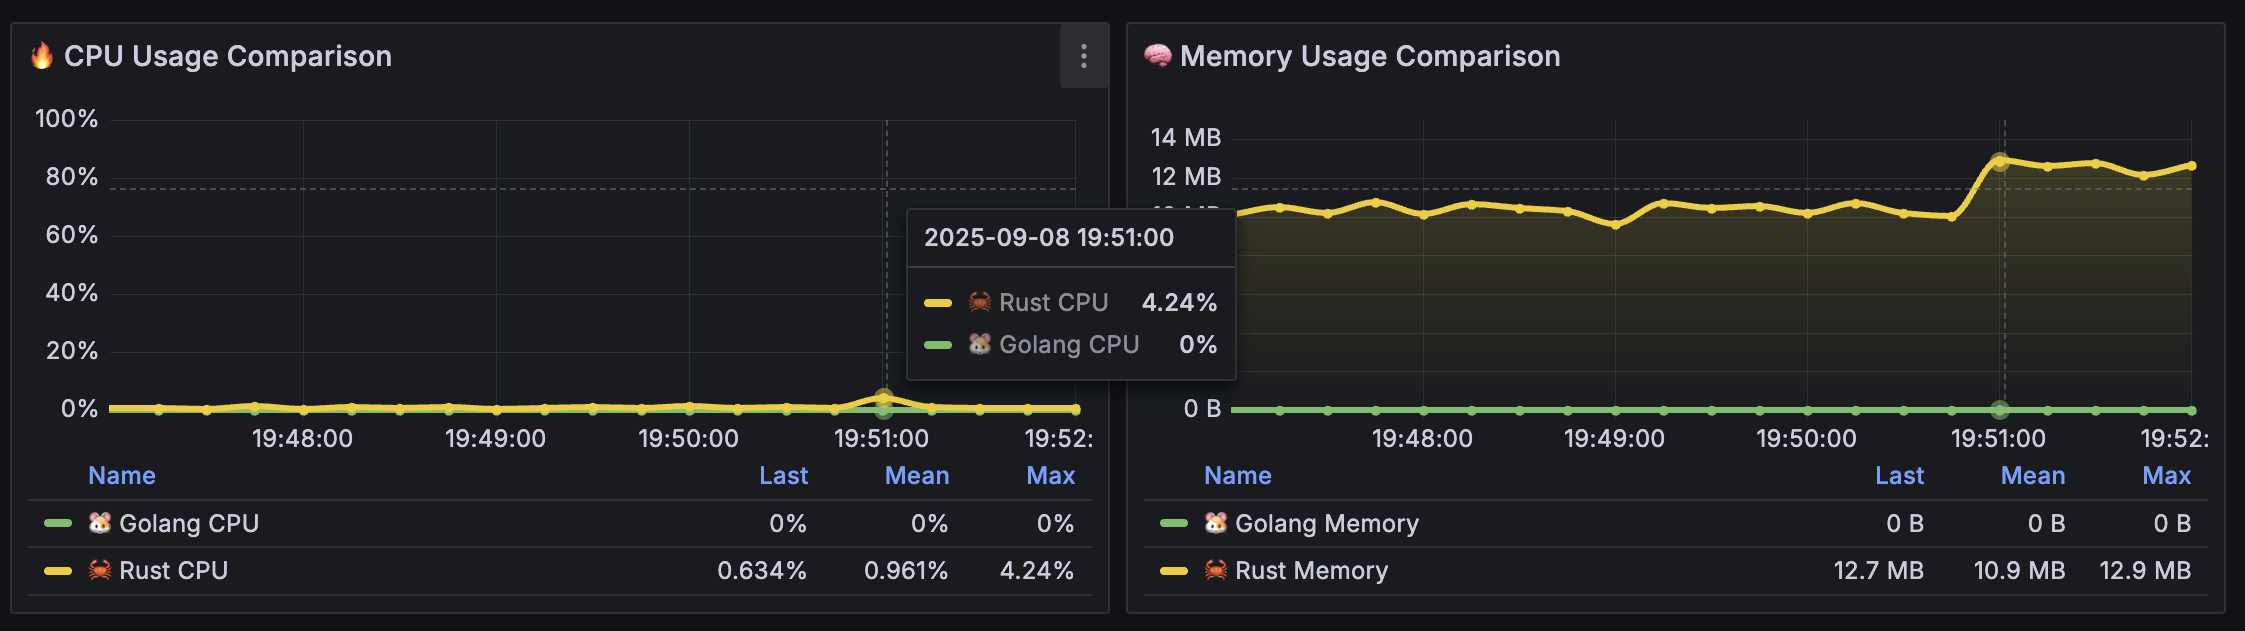 🔥 CPU Usage Comparison
100%
80%
60%
40%
20%
0%
19:48:00 19:49:00 19:50:00 19:51:00 19:52:
Name Last Mean Max
🐹 Golang CPU 0% 0% 0%
🦀 Rust CPU 0.634% 0.961% 4.24%
2025-09-08 19:51:00
🦀 Rust CPU 4.24%
🐹 Golang CPU 0%
🧠 Memory Usage Comparison
14 MB
12 MB
0 B
19:48:00 19:49:00 19:50:00 19:51:00 19:52:
Name Last Mean Max
🐹 Golang Memory 0 B 0 B 0 B
🦀 Rust Memory 12.7 MB 10.9 MB 12.9 MB